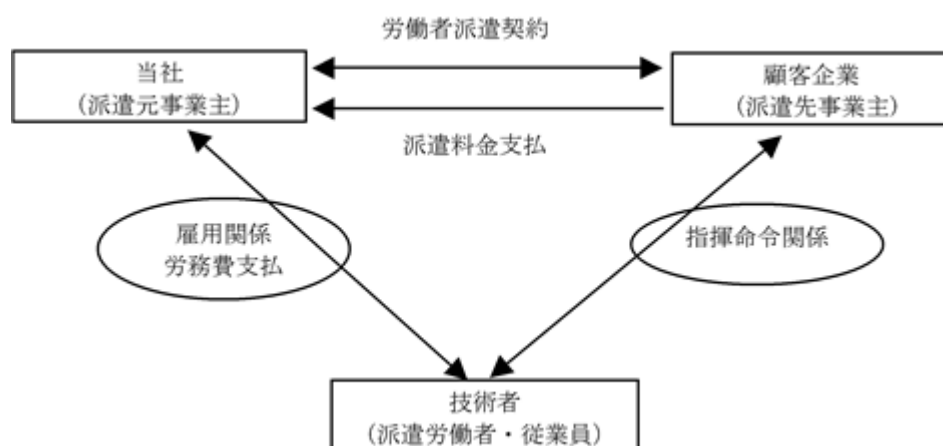 労働者派遣契約
当社
(派遣元事業主)
顧客企業
(派遣先事業主)
派遣料金支払
雇用関係
労務費支払
指揮命令関係
技術者
(派遣労働者・従業員)